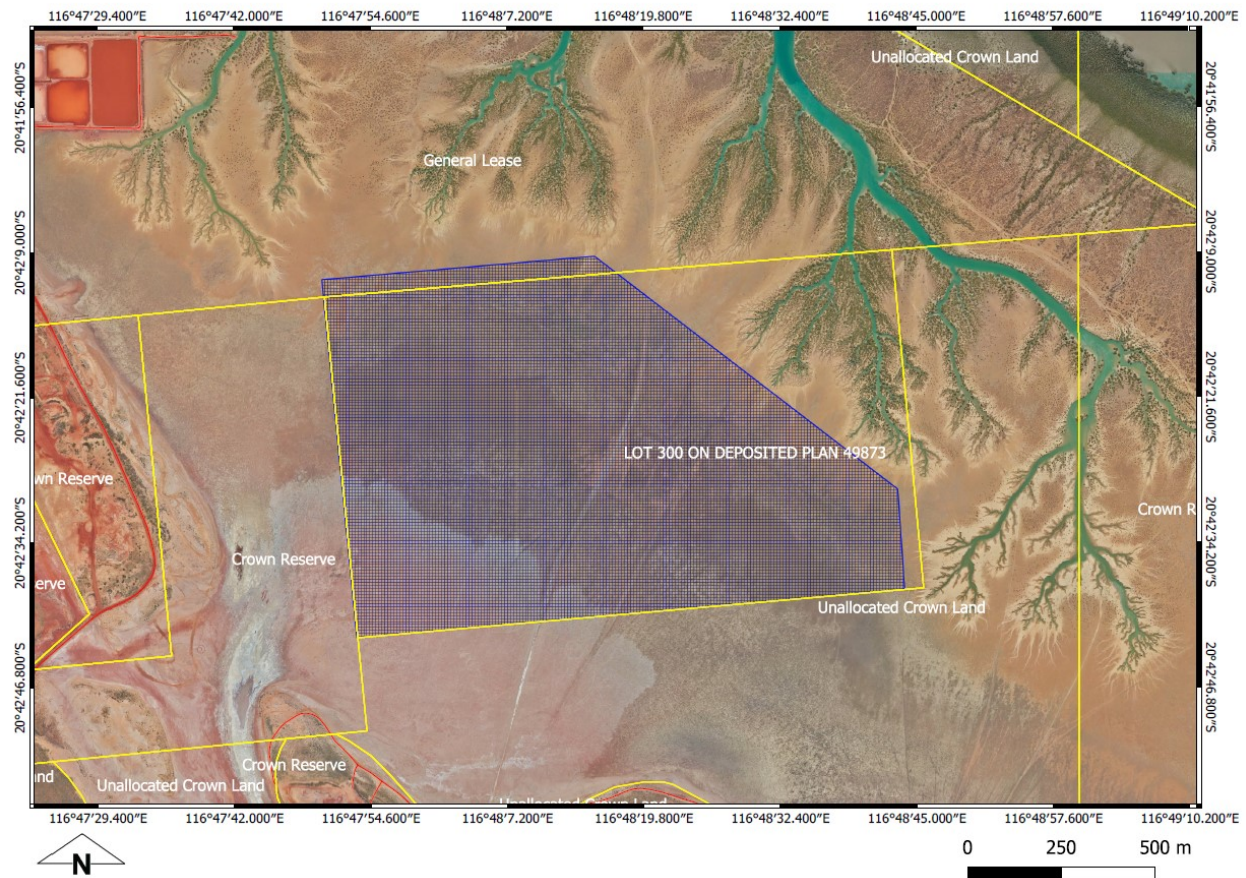 116°47'29.400"E 116°47'42.000"E 116°47'54.600"E 116°48'7.200"E 116°48'19.800"E 116°48'32.400"E 116°48'45.000"E 116°48'57.600"E 116°49'10.200"E
Unallocated Crown Land
20°41'56.400"S
20°41'56.400"S
General Lease
20°42'9.000"S
20°42'9.000"S
20°42'21.600"S
20°42'21.600"S
LOT 300 ON DEPOSITED PLAN 49873
wn Reserve
Crown R
20°42'34.200"S
20°42'34.200"S
Crown Reserve
erve
Unallocated Crown Land
20°42'46.800"S
20°42'46.800"S
Crown Reserve
nd
Unallocated Crown Land
Unallocated Crown Land
116°47'29.400"E 116°47'42.000"E 116°47'54.600"E 116°48'7.200"E 116°48'19.800"E 116°48'32.400"E 116°48'45.000"E 116°48'57.600"E 116°49'10.200"E
N
0 250 500 m